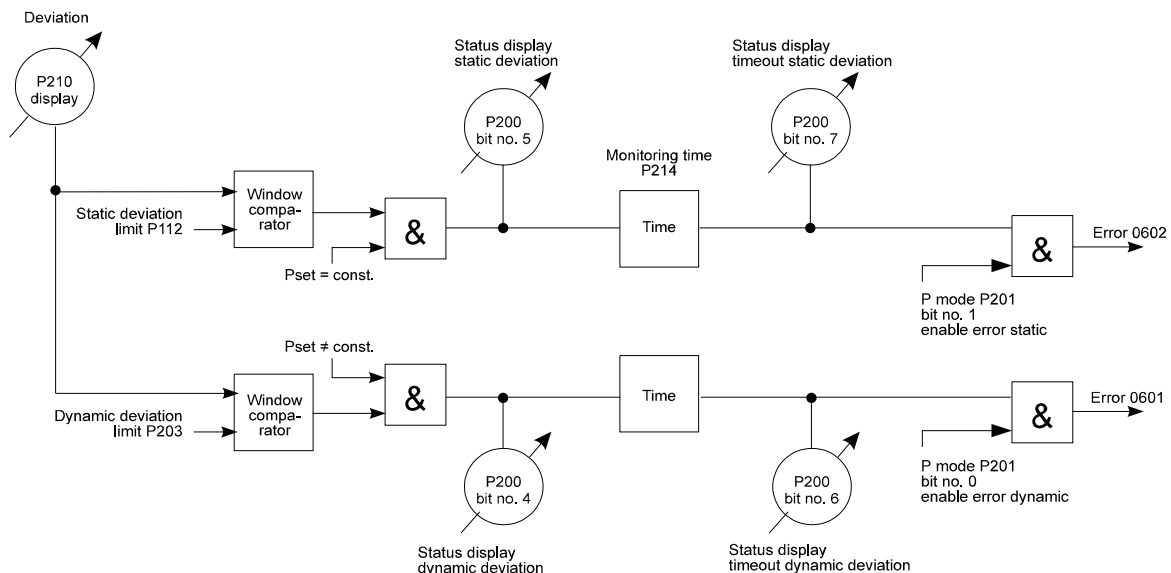 Deviation
P210
display
Status display
static deviation
P200
bit no. 5
Status display
timeout static deviation
P200
bit no. 7
Monitoring time
P214
Window
compa-
rator
Static deviation
limit P112
&
Time
Pset = const.
&
Error 0602
P mode P201
bit no. 1
enable error static
Pset ≠ const.
Window
compa-
rator
Dynamic deviation
limit P203
&
Time
&
Error 0601
P mode P201
bit no. 0
enable error dynamic
P200
bit no. 4
Status display
dynamic deviation
P200
bit no. 6
Status display
timeout dynamic deviation